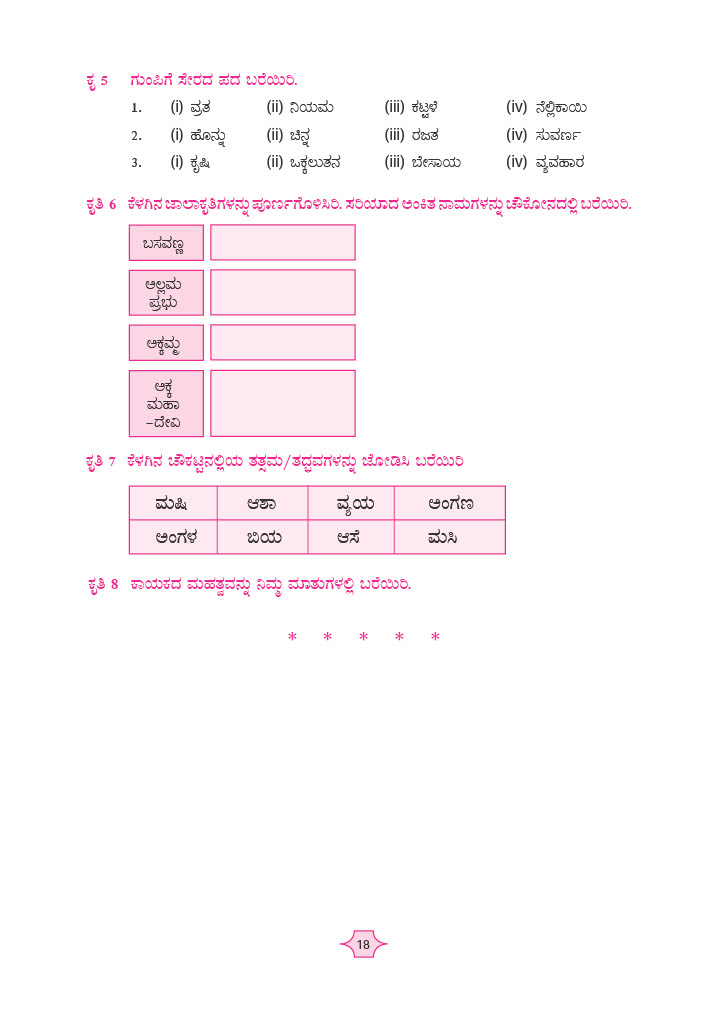 ಕೃ 5 ಗುಂಪಿಗೆ ಸೇರದ ಪದ ಬರೆಯಿರಿ.
1. (i) ವ್ರತ (ii) ನಿಯಮ (iii) ಕಟ್ಟಳೆ (iv) ನೆಲ್ಲಿಕಾಯಿ
2. (i) ಹೊನ್ನು (ii) ಚಿನ್ನ (iii) ರಜತ (iv) ಸುವರ್ಣ
3. (i) ಕೃಷಿ (ii) ಒಕ್ಕಲುತನ (iii) ಬೇಸಾಯ (iv) ವ್ಯವಹಾರ
ಕೃತಿ 6 ಕೆಳಗಿನ ಜಾಲಾಕೃತಿಗಳನ್ನು ಪೂರ್ಣಗೊಳಿಸಿರಿ. ಸರಿಯಾದ ಅಂಕಿತ ನಾಮಗಳನ್ನು ಚೌಕೋನದಲ್ಲಿ ಬರೆಯಿರಿ.
ಬಸವಣ್ಣ
ಅಲ್ಲಮ
ಪ್ರಭು
ಅಕ್ಕಮ್ಮ
ಅಕ್ಕ
ಮಹಾ
–ದೇವಿ
ಕೃತಿ 7 ಕೆಳಗಿನ ಚೌಕಟ್ಟಿನಲ್ಲಿಯ ತತ್ಸಮ/ತದ್ಭವಗಳನ್ನು ಜೋಡಿಸಿ ಬರೆಯಿರಿ
ಮಷಿ ಆಶಾ ವ್ಯಯ ಅಂಗಣ
ಅಂಗಳ ಬಿಯ ಆಸೆ ಮಸಿ
ಕೃತಿ 8 ಕಾಯಕದ ಮಹತ್ವವನ್ನು ನಿಮ್ಮ ಮಾತುಗಳಲ್ಲಿ ಬರೆಯಿರಿ.
* * * * *
18